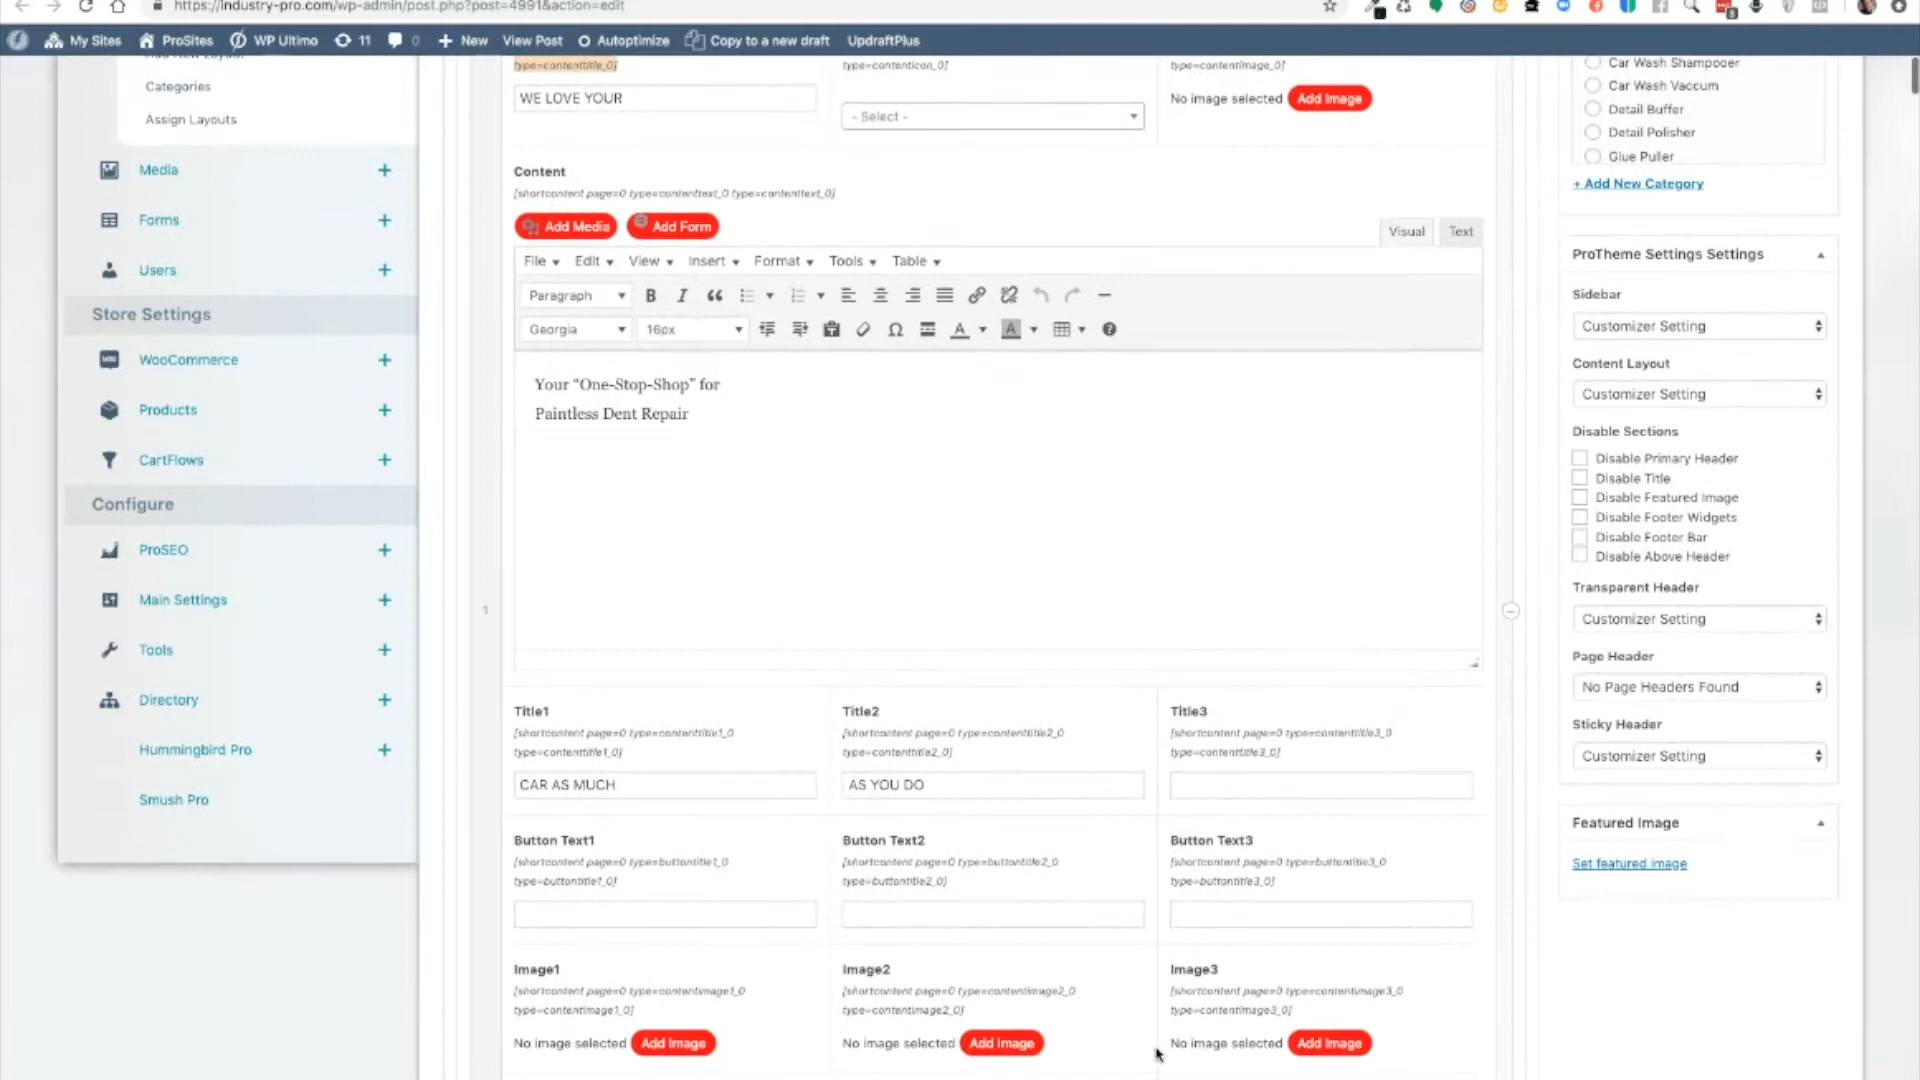 https://industry-pro.com/wp-admin/post.php?post=4991&action=edit
My Sites
ProSites
WP Ultimo
11
0
New
View Post
Autoptimize
Copy to a new draft
UpdraftPlus
Add New Layout
Categories
Assign Layouts
Media
Forms
Users
Store Settings
WooCommerce
Products
CartFlows
Configure
ProSEO
Main Settings
Tools
Directory
Hummingbird Pro
Smush Pro
type=contenttitle_0]
type=contenticon_0]
type=contentimage_0]
WE LOVE YOUR
- Select -
No image selected Add Image
Content
[shortcontent page=0 type=contenttext_0 type=contenttext_0]
Add Media
Add Form
Visual
Text
File
Edit
View
Insert
Format
Tools
Table
Paragraph
Georgia
16px
Your “One-Stop-Shop” for
Paintless Dent Repair
1
Title1
[shortcontent page=0 type=contenttitle1_0
type=contenttitle1_0]
CAR AS MUCH
Title2
[shortcontent page=0 type=contenttitle2_0
type=contenttitle2_0]
AS YOU DO
Title3
[shortcontent page=0 type=contenttitle3_0
type=contenttitle3_0]
Button Text1
[shortcontent page=0 type=buttontitle1_0
type=buttontitle1_0]
Button Text2
[shortcontent page=0 type=buttontitle2_0
type=buttontitle2_0]
Button Text3
[shortcontent page=0 type=buttontitle3_0
type=buttontitle3_0]
Image1
[shortcontent page=0 type=contentimage1_0
type=contentimage1_0]
No image selected Add Image
Image2
[shortcontent page=0 type=contentimage2_0
type=contentimage2_0]
No image selected Add Image
Image3
[shortcontent page=0 type=contentimage3_0
type=contentimage3_0]
No image selected Add Image
Car Wash Shampooer
Car Wash Vaccum
Detail Buffer
Detail Polisher
Glue Puller
+ Add New Category
ProTheme Settings Settings
Sidebar
Customizer Setting
Content Layout
Customizer Setting
Disable Sections
Disable Primary Header
Disable Title
Disable Featured Image
Disable Footer Widgets
Disable Footer Bar
Disable Above Header
Transparent Header
Customizer Setting
Page Header
No Page Headers Found
Sticky Header
Customizer Setting
Featured Image
Set featured image